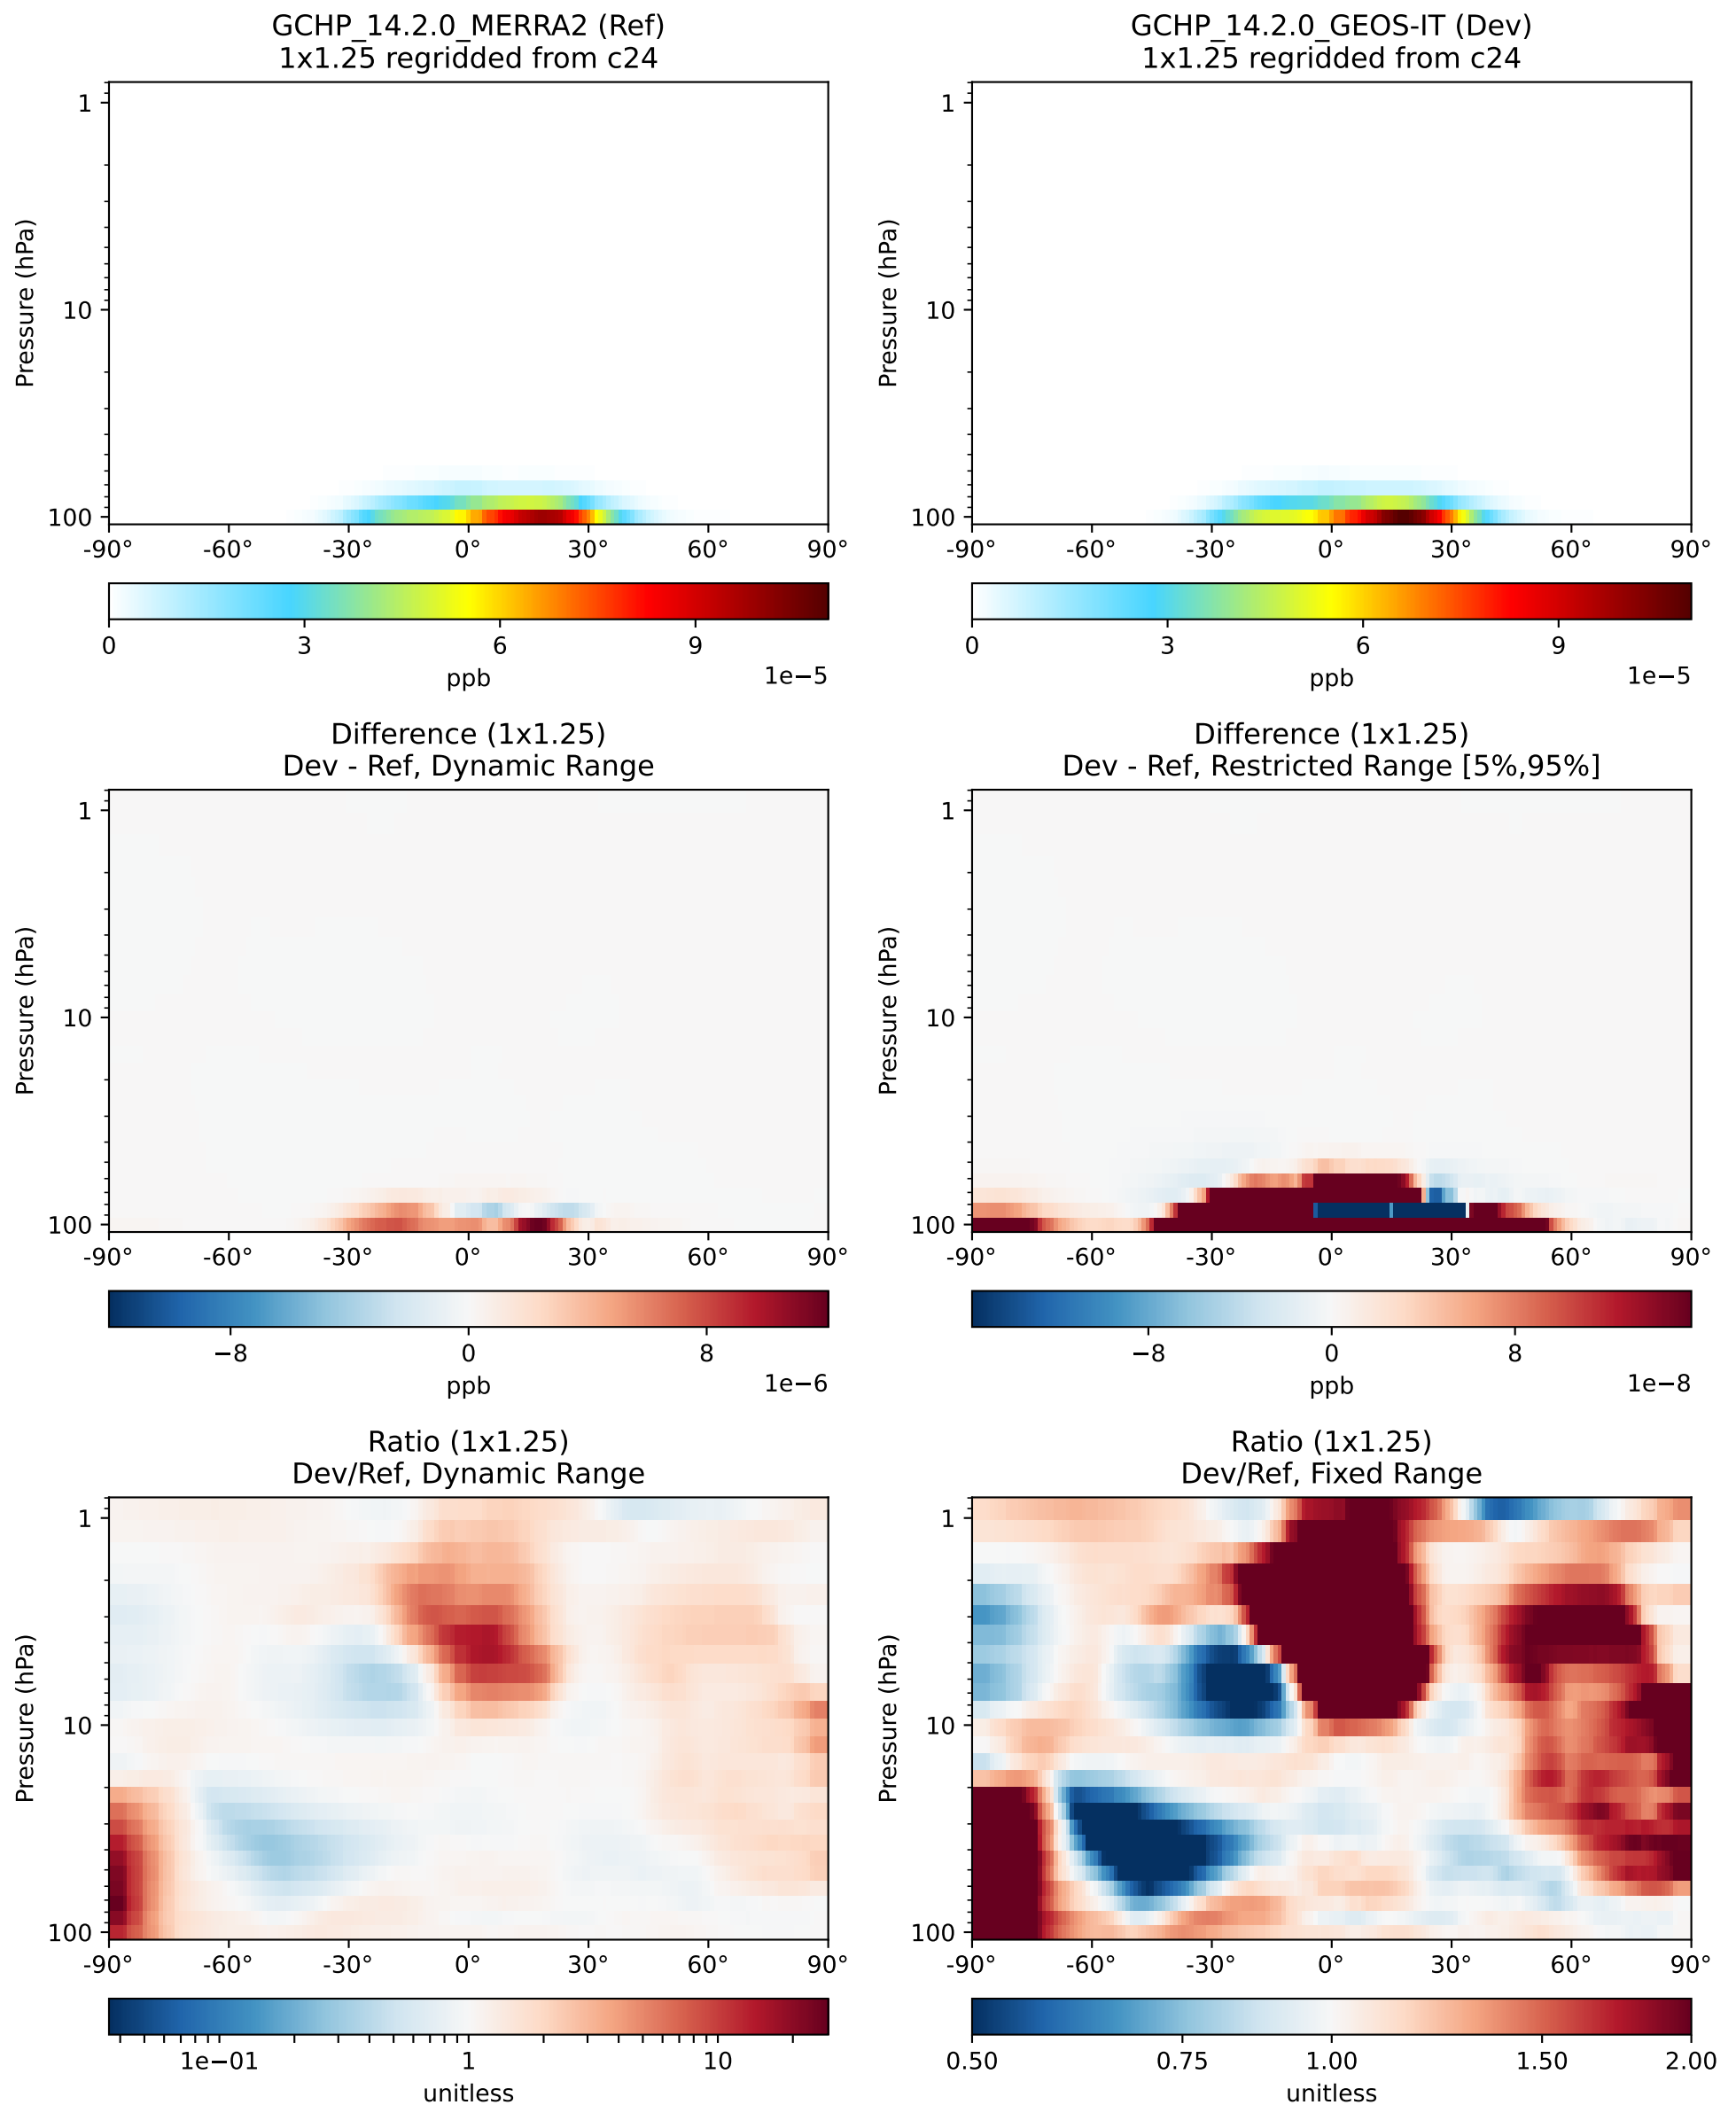 GCHP_14.2.0_MERRA2 (Ref)
1x1.25 regridded from c24
Pressure (hPa)
1
10
100
-90° -60° -30° 0° 30° 60° 90°
0 3 6 9
1e−5
ppb
GCHP_14.2.0_GEOS-IT (Dev)
1x1.25 regridded from c24
Pressure (hPa)
1
10
100
-90° -60° -30° 0° 30° 60° 90°
0 3 6 9
1e−5
ppb
Difference (1x1.25)
Dev - Ref, Dynamic Range
Pressure (hPa)
1
10
100
-90° -60° -30° 0° 30° 60° 90°
−8 0 8
1e−6
ppb
Difference (1x1.25)
Dev - Ref, Restricted Range [5%,95%]
Pressure (hPa)
1
10
100
-90° -60° -30° 0° 30° 60° 90°
−8 0 8
1e−8
ppb
Ratio (1x1.25)
Dev/Ref, Dynamic Range
Pressure (hPa)
1
10
100
-90° -60° -30° 0° 30° 60° 90°
1e−01 1 10
unitless
Ratio (1x1.25)
Dev/Ref, Fixed Range
Pressure (hPa)
1
10
100
-90° -60° -30° 0° 30° 60° 90°
0.50 0.75 1.00 1.50 2.00
unitless